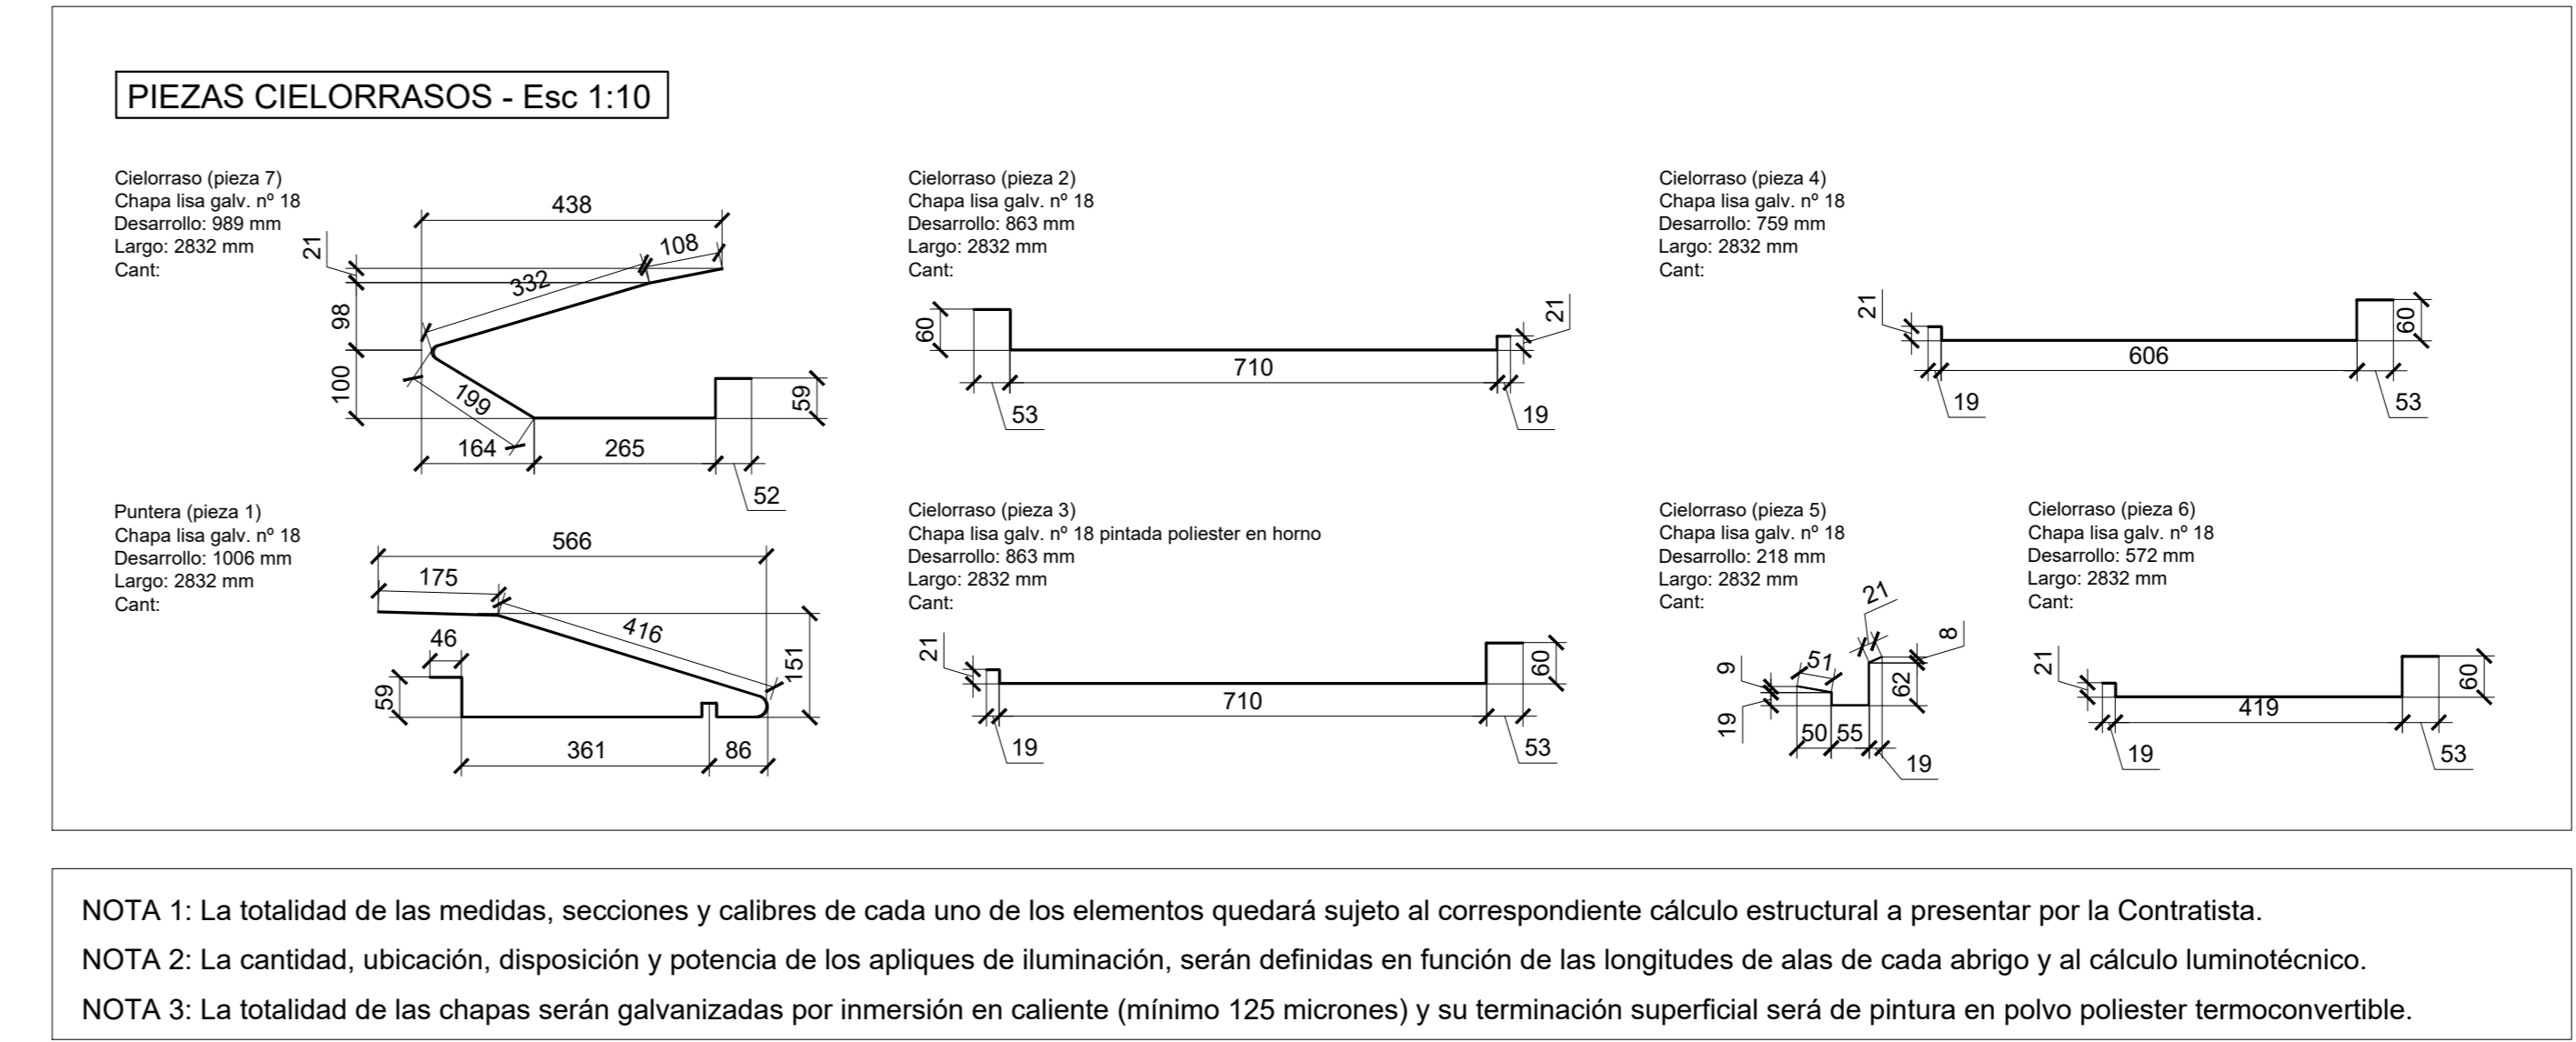 PIEZAS CIELORRASOS - Esc 1:10
Cielorraso (pieza 7)
Chapa lisa galv. nº 18
Desarrollo: 989 mm
Largo: 2832 mm
Cant:
438
108
332
21
98
100
199
59
164
265
52
Cielorraso (pieza 2)
Chapa lisa galv. nº 18
Desarrollo: 863 mm
Largo: 2832 mm
Cant:
60
21
710
53
19
Cielorraso (pieza 4)
Chapa lisa galv. nº 18
Desarrollo: 759 mm
Largo: 2832 mm
Cant:
21
60
606
19
53
Puntera (pieza 1)
Chapa lisa galv. nº 18
Desarrollo: 1006 mm
Largo: 2832 mm
Cant:
566
175
416
46
151
59
361
86
Cielorraso (pieza 3)
Chapa lisa galv. nº 18 pintada poliester en horno
Desarrollo: 863 mm
Largo: 2832 mm
Cant:
21
60
710
19
53
Cielorraso (pieza 5)
Chapa lisa galv. nº 18
Desarrollo: 218 mm
Largo: 2832 mm
Cant:
21
8
51
9
62
19
50
55
19
Cielorraso (pieza 6)
Chapa lisa galv. nº 18
Desarrollo: 572 mm
Largo: 2832 mm
Cant:
21
60
419
19
53
NOTA 1: La totalidad de las medidas, secciones y calibres de cada uno de los elementos quedará sujeto al correspondiente cálculo estructural a presentar por la Contratista.
NOTA 2: La cantidad, ubicación, disposición y potencia de los apliques de iluminación, serán definidas en función de las longitudes de alas de cada abrigo y al cálculo luminotécnico.
NOTA 3: La totalidad de las chapas serán galvanizadas por inmersión en caliente (mínimo 125 micrones) y su terminación superficial será de pintura en polvo poliester termoconvertible.